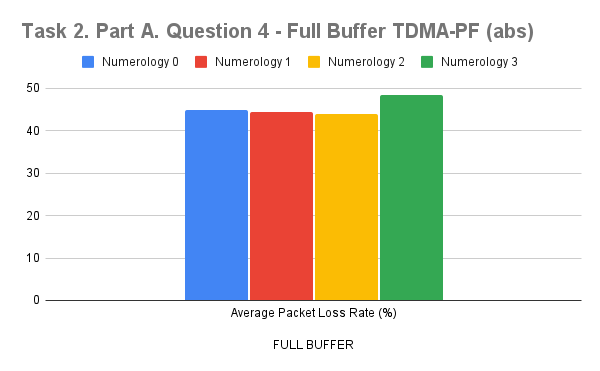 Task 2. Part A. Question 4 - Full Buffer TDMA-PF (abs)
Numerology 0 Numerology 1 Numerology 2 Numerology 3
50
40
30
20
10
0
Average Packet Loss Rate (%)
FULL BUFFER